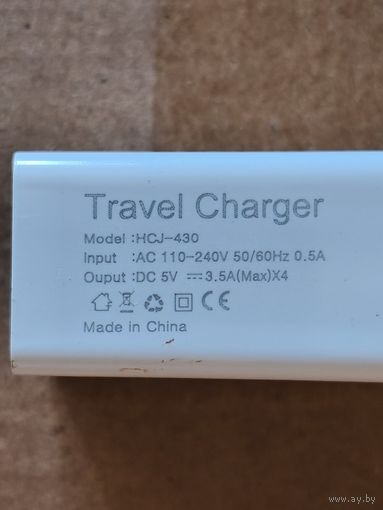 Travel Charger
Model :HCJ-430
Input :AC 110-240V 50/60Hz 0.5A
Ouput :DC 5V ⎓ 3.5A(Max)X4
CE
Made in China
www.ay.by